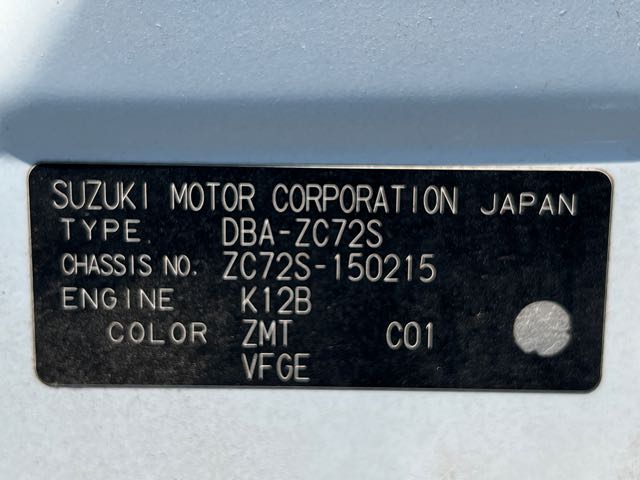 SUZUKI MOTOR CORPORATION JAPAN
TYPE DBA-ZC72S
CHASSIS NO. ZC72S-150215
ENGINE K12B
COLOR ZMT C01
VFGE